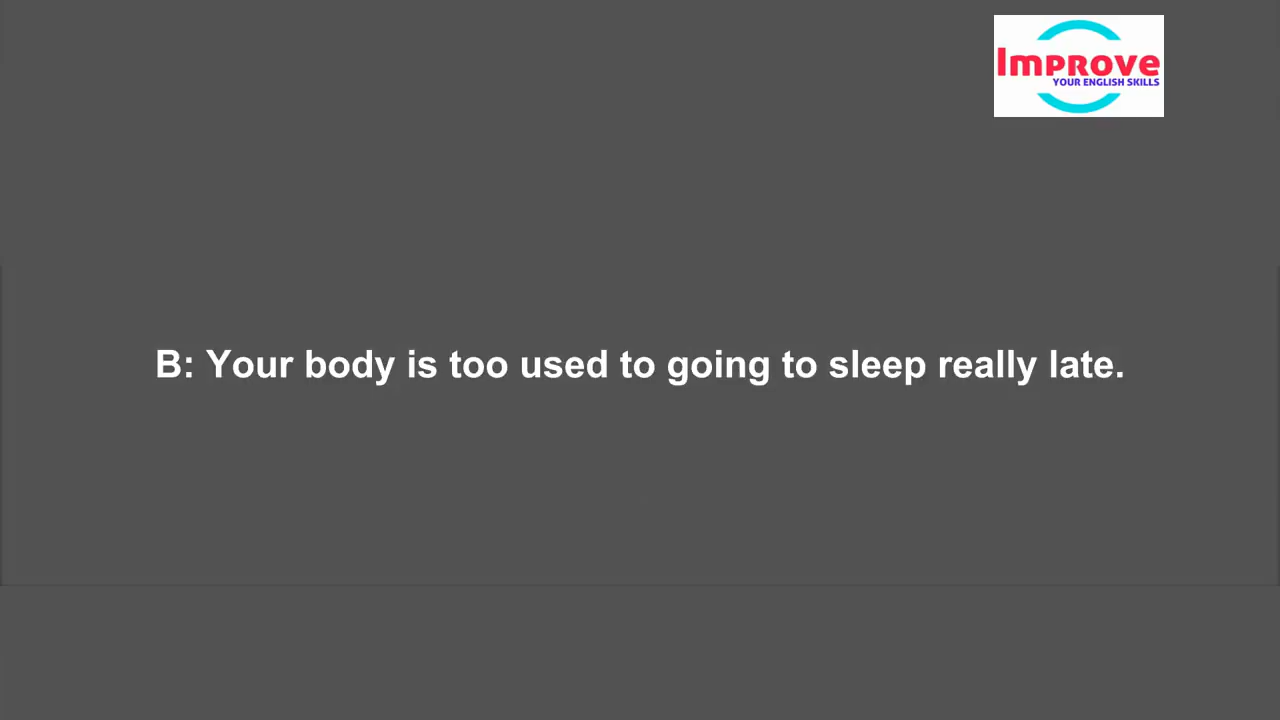 Improve
YOUR ENGLISH SKILLS
B: Your body is too used to going to sleep really late.